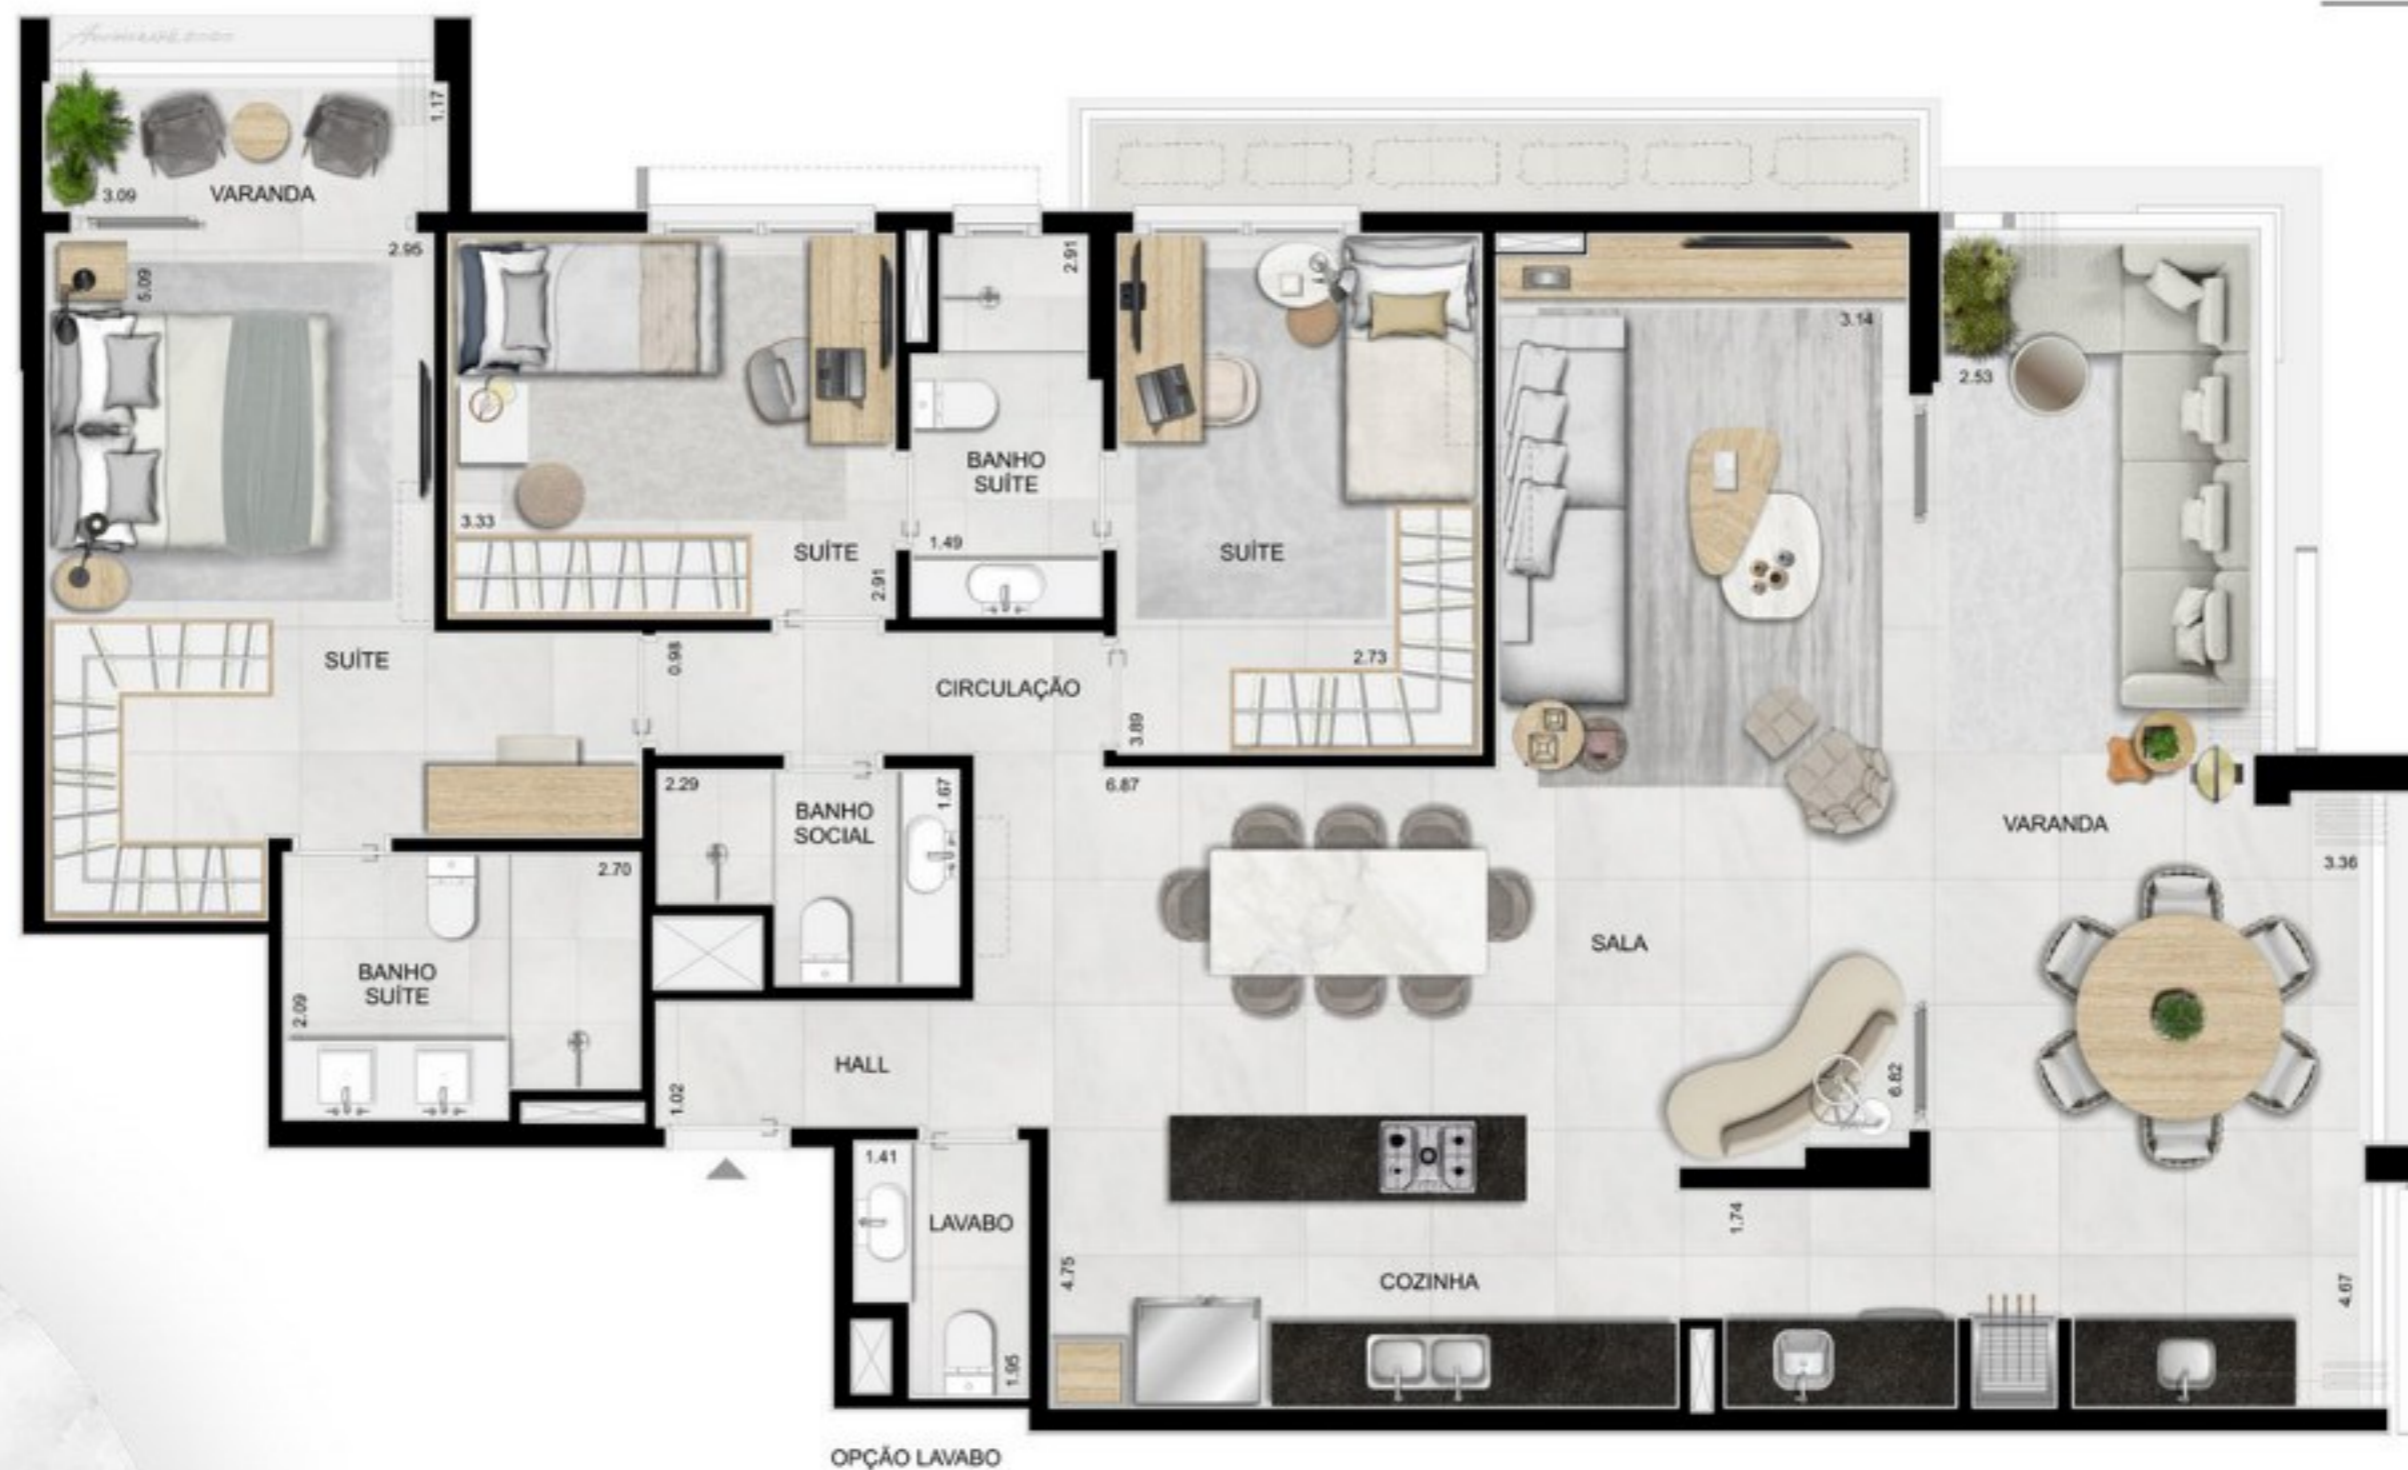 1.17
3.09
VARANDA
2.95
5.09
2.91
3.14
2.53
BANHO
SUÍTE
3.33
1.49
SUÍTE
2.91
SUÍTE
SUÍTE
0.98
2.73
CIRCULAÇÃO
3.89
2.29
BANHO
SOCIAL
1.67
6.87
VARANDA
3.36
2.70
BANHO
SUÍTE
2.09
SALA
HALL
1.02
6.82
1.41
LAVABO
1.74
4.75
COZINHA
4.67
1.95
OPÇÃO LAVABO